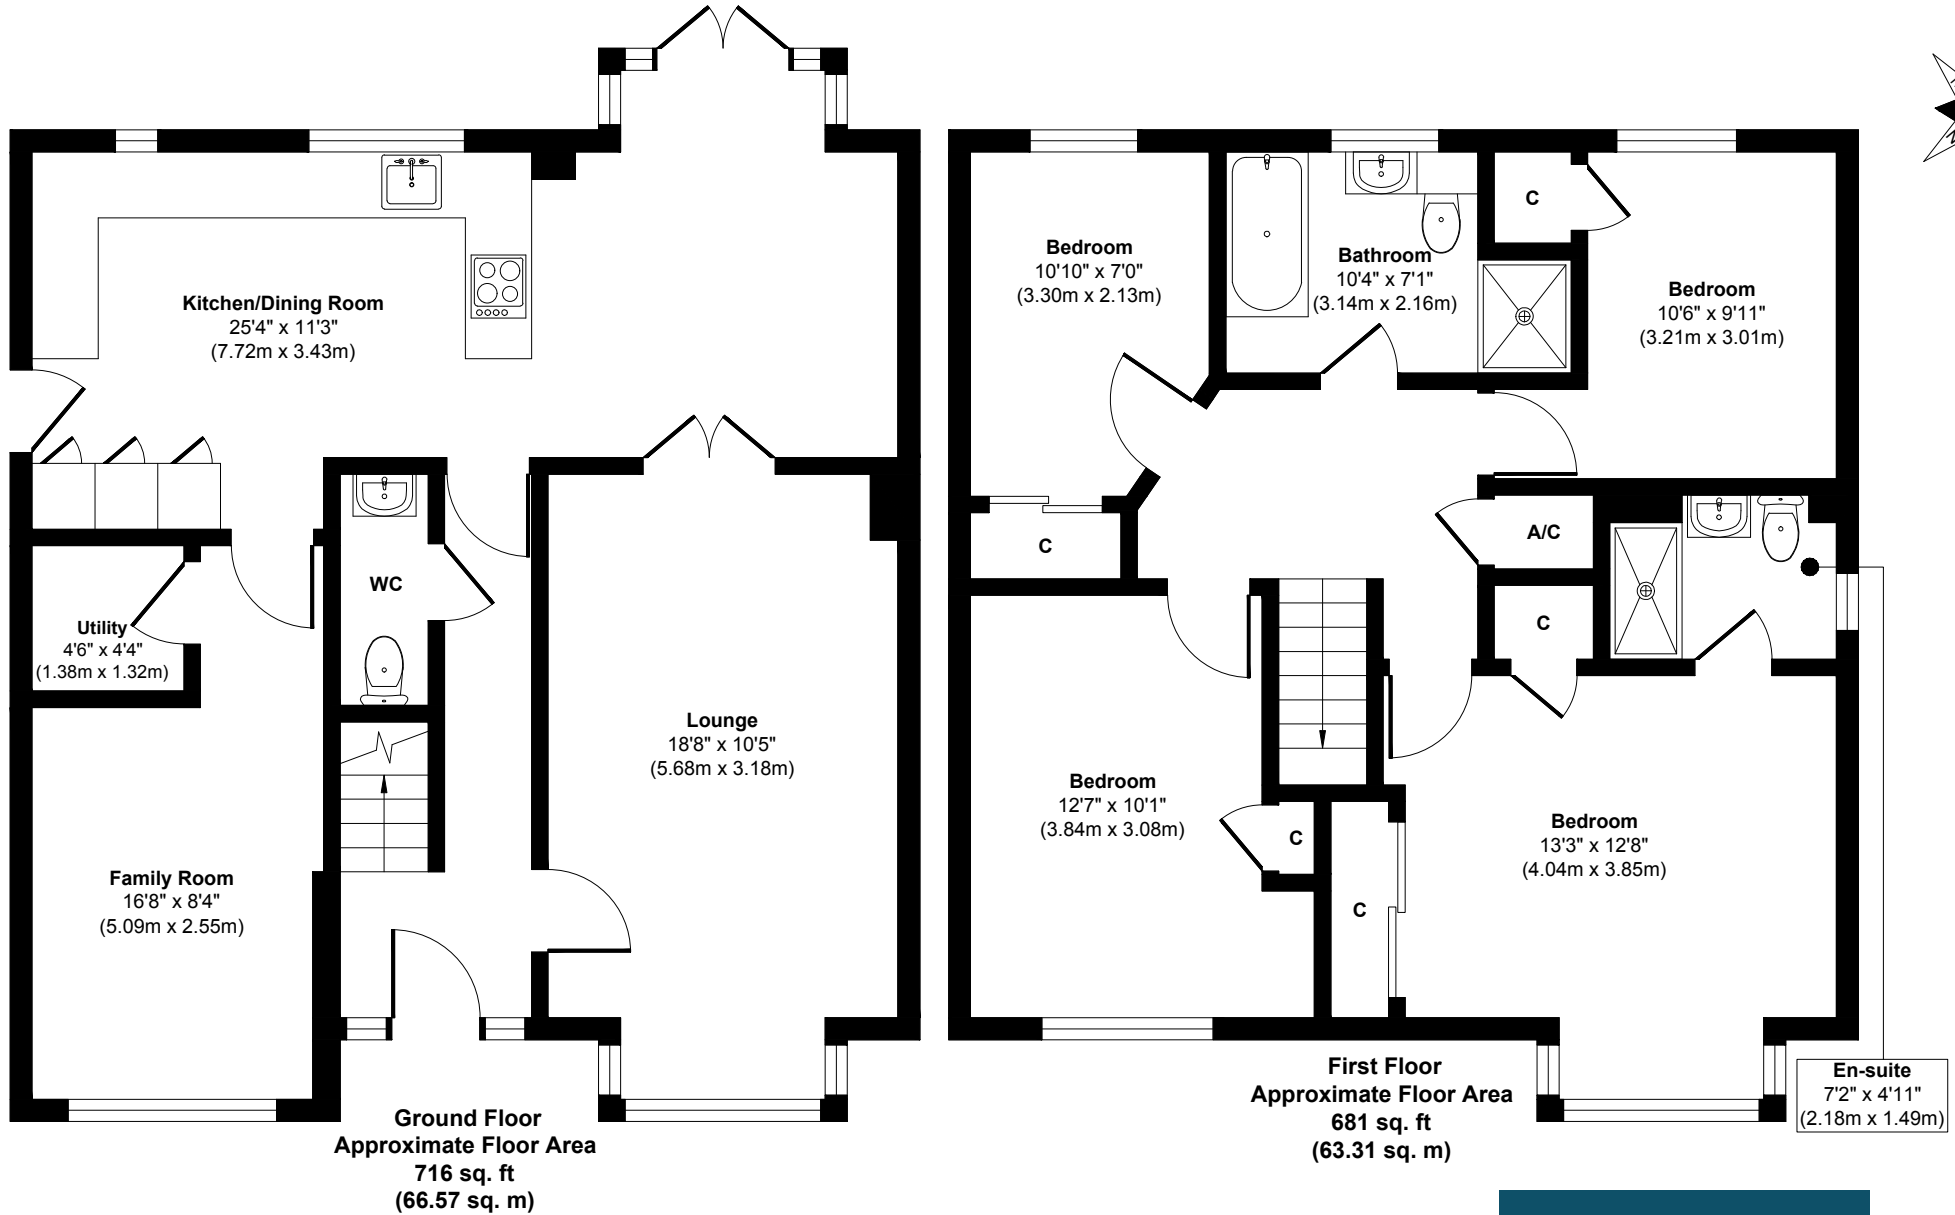 Kitchen/Dining Room
25'4" x 11'3"
(7.72m x 3.43m)
WC
Utility
4'6" x 4'4"
(1.38m x 1.32m)
Lounge
18'8" x 10'5"
(5.68m x 3.18m)
Family Room
16'8" x 8'4"
(5.09m x 2.55m)
Ground Floor
Approximate Floor Area
716 sq. ft
(66.57 sq. m)
Bedroom
10'10" x 7'0"
(3.30m x 2.13m)
Bathroom
10'4" x 7'1"
(3.14m x 2.16m)
C
Bedroom
10'6" x 9'11"
(3.21m x 3.01m)
C
A/C
C
Bedroom
12'7" x 10'1"
(3.84m x 3.08m)
C
C
Bedroom
13'3" x 12'8"
(4.04m x 3.85m)
First Floor
Approximate Floor Area
681 sq. ft
(63.31 sq. m)
En-suite
7'2" x 4'11"
(2.18m x 1.49m)